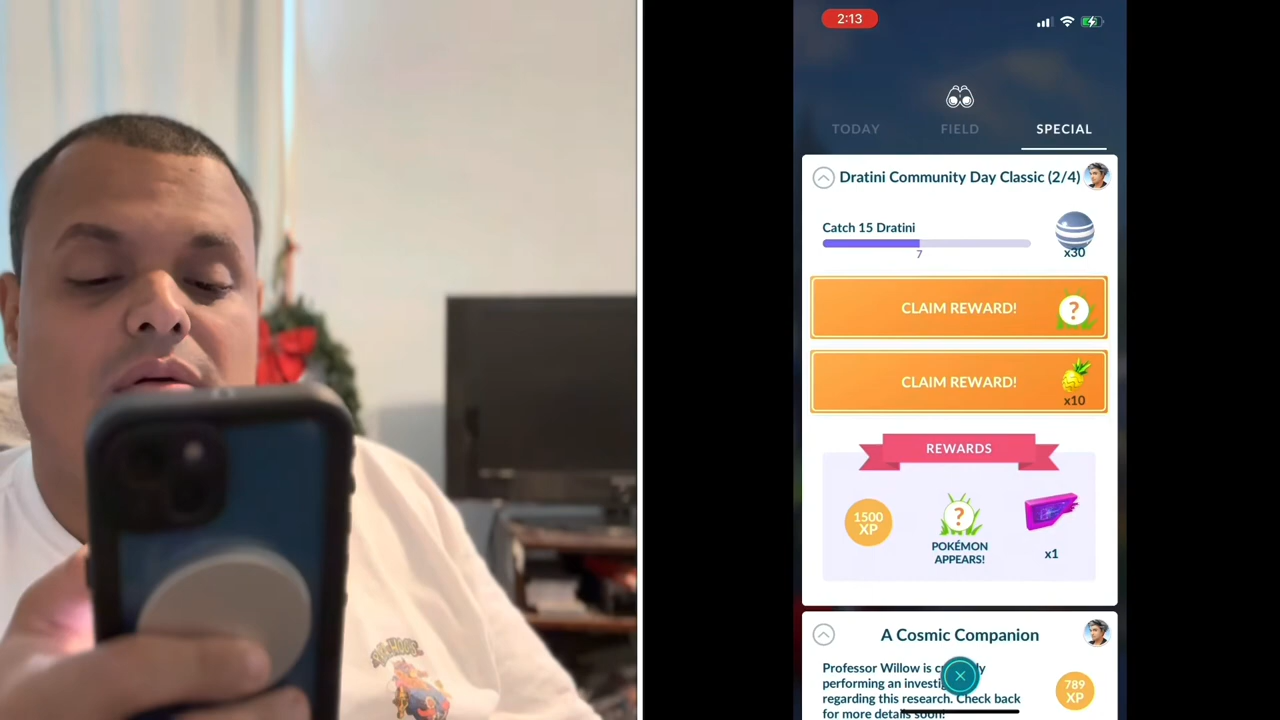 2:13
TODAY
FIELD
SPECIAL
Dratini Community Day Classic (2/4)
Catch 15 Dratini
7
x30
CLAIM REWARD!
?
CLAIM REWARD!
x10
REWARDS
1500
XP
?
POKÉMON
APPEARS!
x1
A Cosmic Companion
Professor Willow is
performing an
regarding this research. Check back
for more details soon!
789
XP